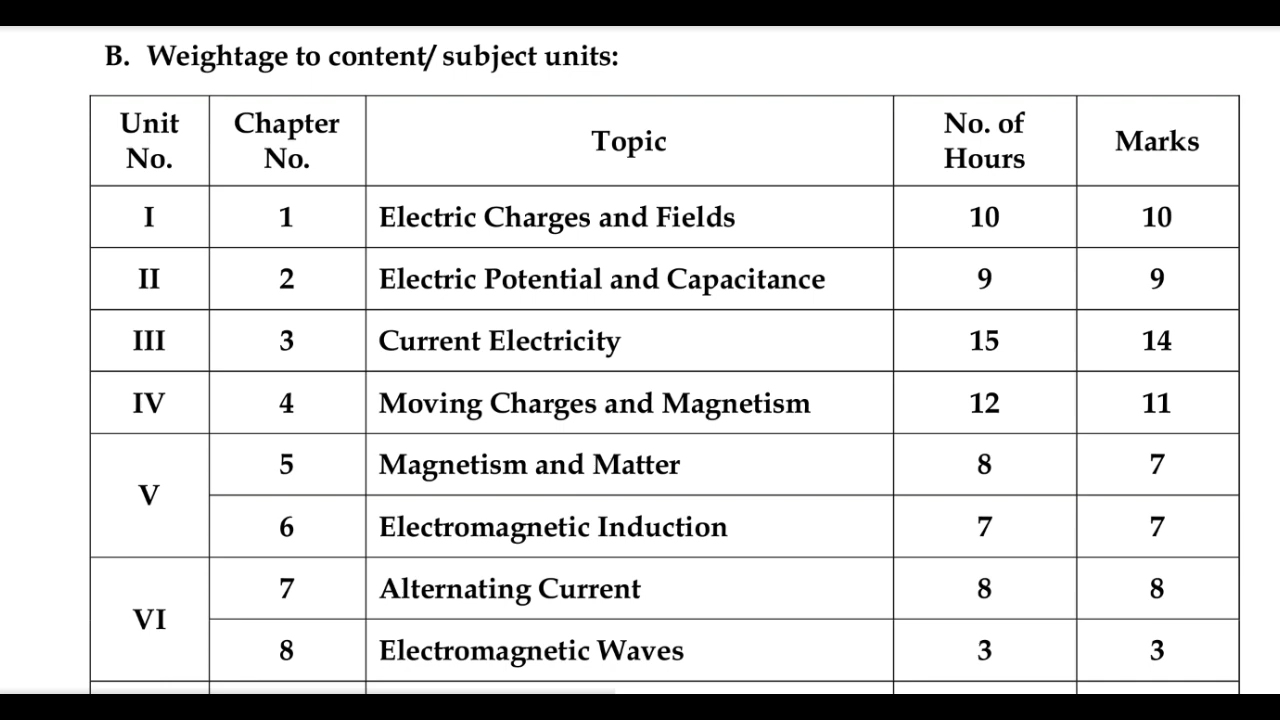 B. Weightage to content/ subject units:
Unit No. Chapter No. Topic No. of Hours Marks
I 1 Electric Charges and Fields 10 10
II 2 Electric Potential and Capacitance 9 9
III 3 Current Electricity 15 14
IV 4 Moving Charges and Magnetism 12 11
V 5 Magnetism and Matter 8 7
6 Electromagnetic Induction 7 7
VI 7 Alternating Current 8 8
8 Electromagnetic Waves 3 3